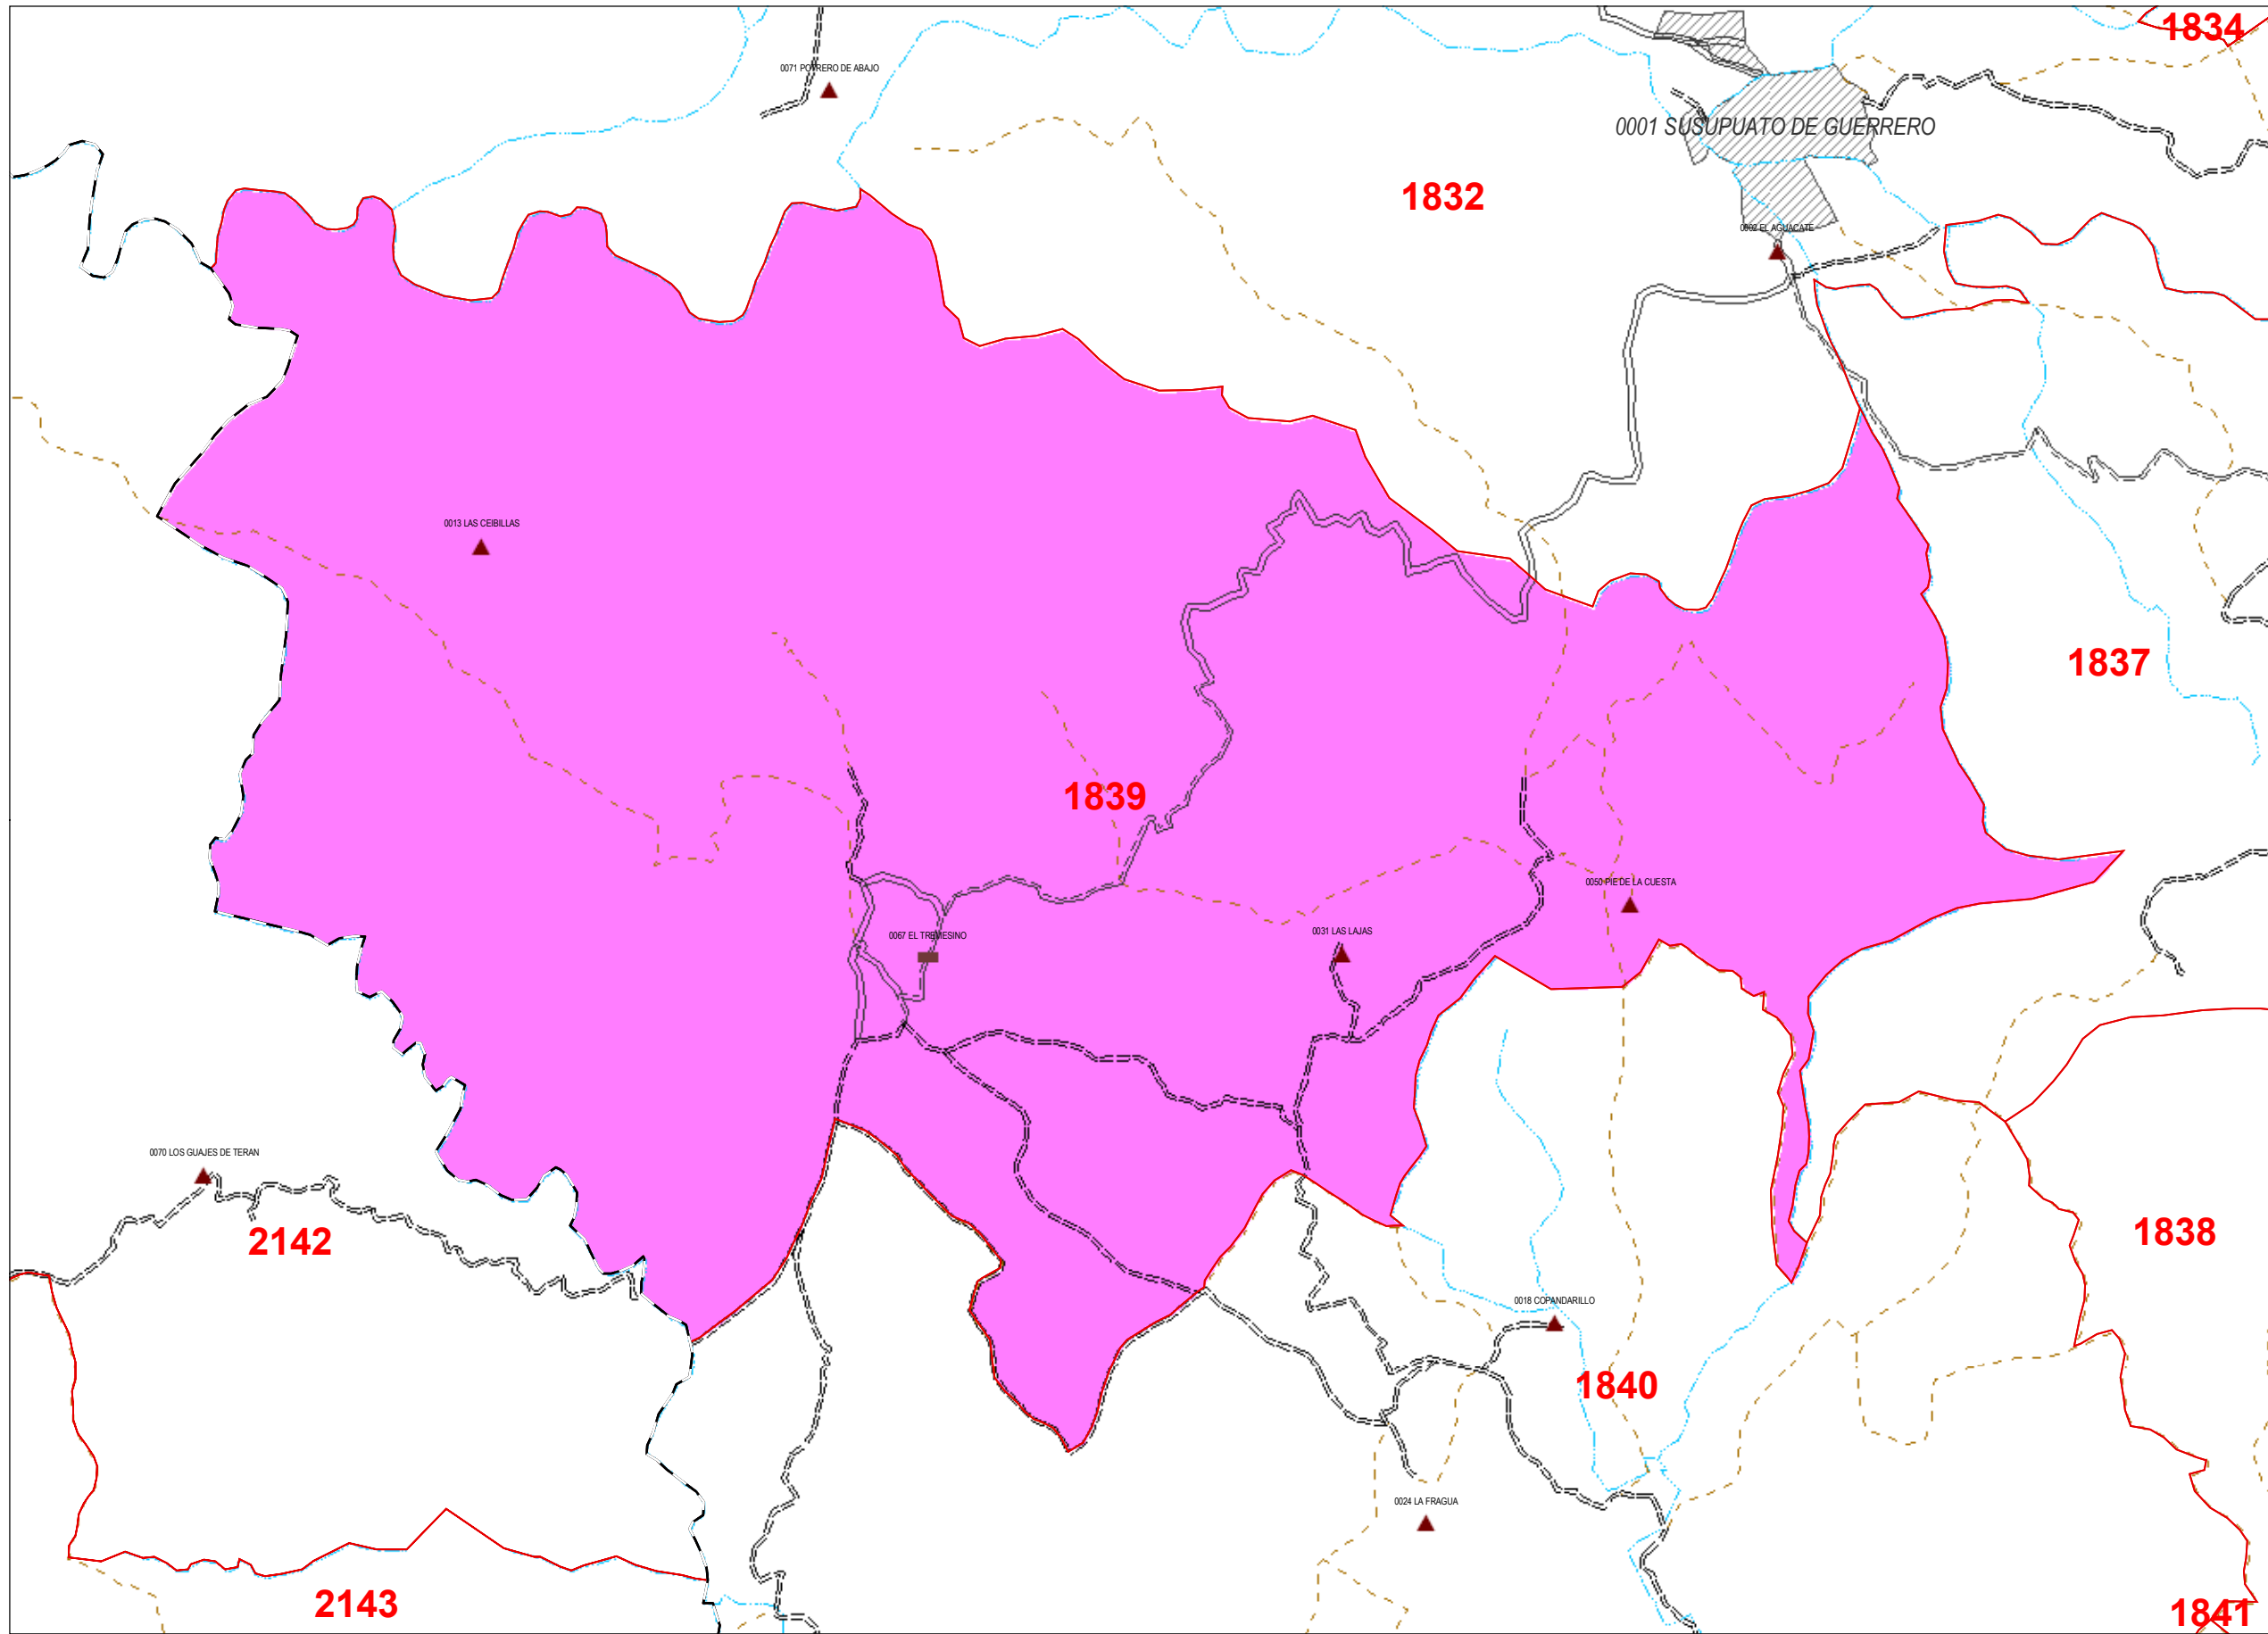 1834
0071 POTRERO DE ABAJO
0001 SUSUPUATO DE GUERRERO
1832
0002 EL AGUACATE
0013 LAS CEIBILLAS
1837
1839
0050 PIE DE LA CUESTA
0067 EL TREMESINO
0031 LAS LAJAS
0070 LOS GUAJES DE TERAN
2142
1838
0018 COPANDARILLO
1840
0024 LA FRAGUA
2143
1841